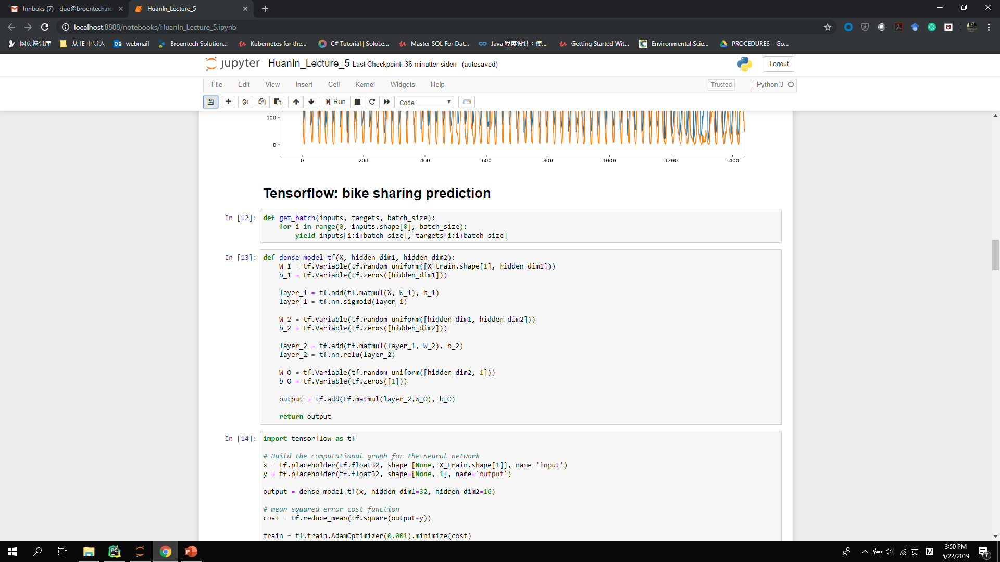 Innboks (7) - duo@broentech.no
HuanIn_Lecture_5
localhost:8888/notebooks/HuanIn_Lecture_5.ipynb
网页快讯库
从 IE 中导入
webmail
Broentech Solution...
Kubernetes for the...
C# Tutorial | SoloLe...
Master SQL For Dat...
Java 程序设计：使...
Getting Started Wit...
Environmental Scie...
PROCEDURES – Go...
jupyter HuanIn_Lecture_5 Last Checkpoint: 36 minutter siden (autosaved)
Logout
File Edit View Insert Cell Kernel Widgets Help
Trusted
Python 3
Run
Code
100
0
0 200 400 600 800 1000 1200 1400
Tensorflow: bike sharing prediction
In [12]: def get_batch(inputs, targets, batch_size):
    for i in range(0, inputs.shape[0], batch_size):
        yield inputs[i:i+batch_size], targets[i:i+batch_size]
In [13]: def dense_model_tf(X, hidden_dim1, hidden_dim2):
    W_1 = tf.Variable(tf.random_uniform([X_train.shape[1], hidden_dim1]))
    b_1 = tf.Variable(tf.zeros([hidden_dim1]))
    layer_1 = tf.add(tf.matmul(X, W_1), b_1)
    layer_1 = tf.nn.sigmoid(layer_1)
    W_2 = tf.Variable(tf.random_uniform([hidden_dim1, hidden_dim2]))
    b_2 = tf.Variable(tf.zeros([hidden_dim2]))
    layer_2 = tf.add(tf.matmul(layer_1, W_2), b_2)
    layer_2 = tf.nn.relu(layer_2)
    W_O = tf.Variable(tf.random_uniform([hidden_dim2, 1]))
    b_O = tf.Variable(tf.zeros([1]))
    output = tf.add(tf.matmul(layer_2,W_O), b_O)
    return output
In [14]: import tensorflow as tf
# Build the computational graph for the neural network
x = tf.placeholder(tf.float32, shape=[None, X_train.shape[1]], name='input')
y = tf.placeholder(tf.float32, shape=[None, 1], name='output')
output = dense_model_tf(x, hidden_dim1=32, hidden_dim2=16)
# mean squared error cost function
cost = tf.reduce_mean(tf.square(output-y))
train = tf.train.AdamOptimizer(0.001).minimize(cost)
英
M
3:50 PM
5/22/2019
7